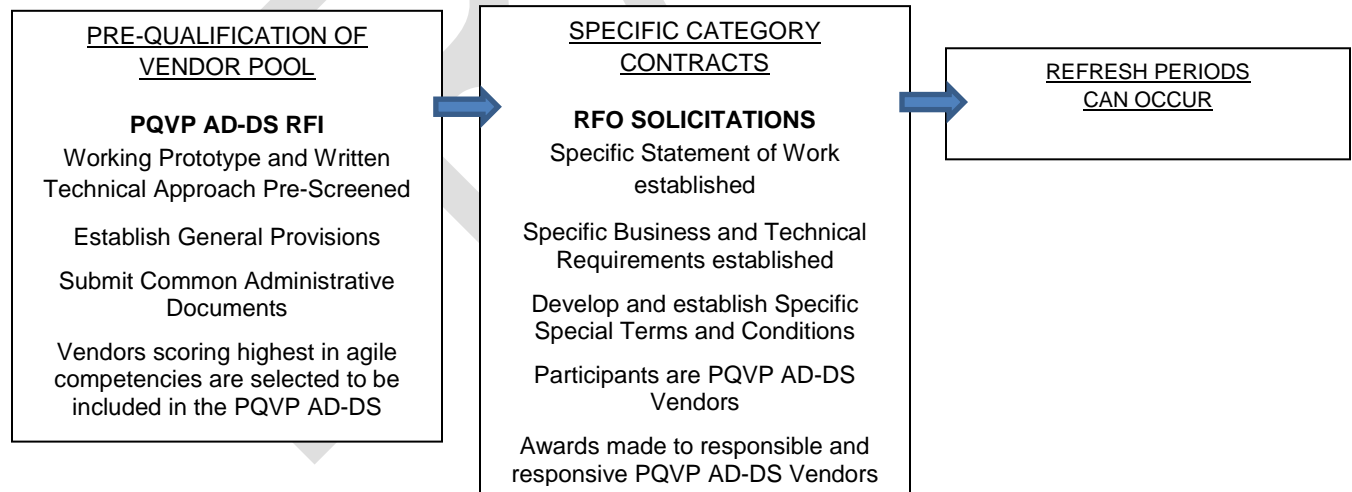 PRE-QUALIFICATION OF
VENDOR POOL
PQVP AD-DS RFI
Working Prototype and Written
Technical Approach Pre-Screened
Establish General Provisions
Submit Common Administrative
Documents
Vendors scoring highest in agile
competencies are selected to be
included in the PQVP AD-DS
SPECIFIC CATEGORY
CONTRACTS
RFO SOLICITATIONS
Specific Statement of Work
established
Specific Business and Technical
Requirements established
Develop and establish Specific
Special Terms and Conditions
Participants are PQVP AD-DS
Vendors
Awards made to responsible and
responsive PQVP AD-DS Vendors
REFRESH PERIODS
CAN OCCUR